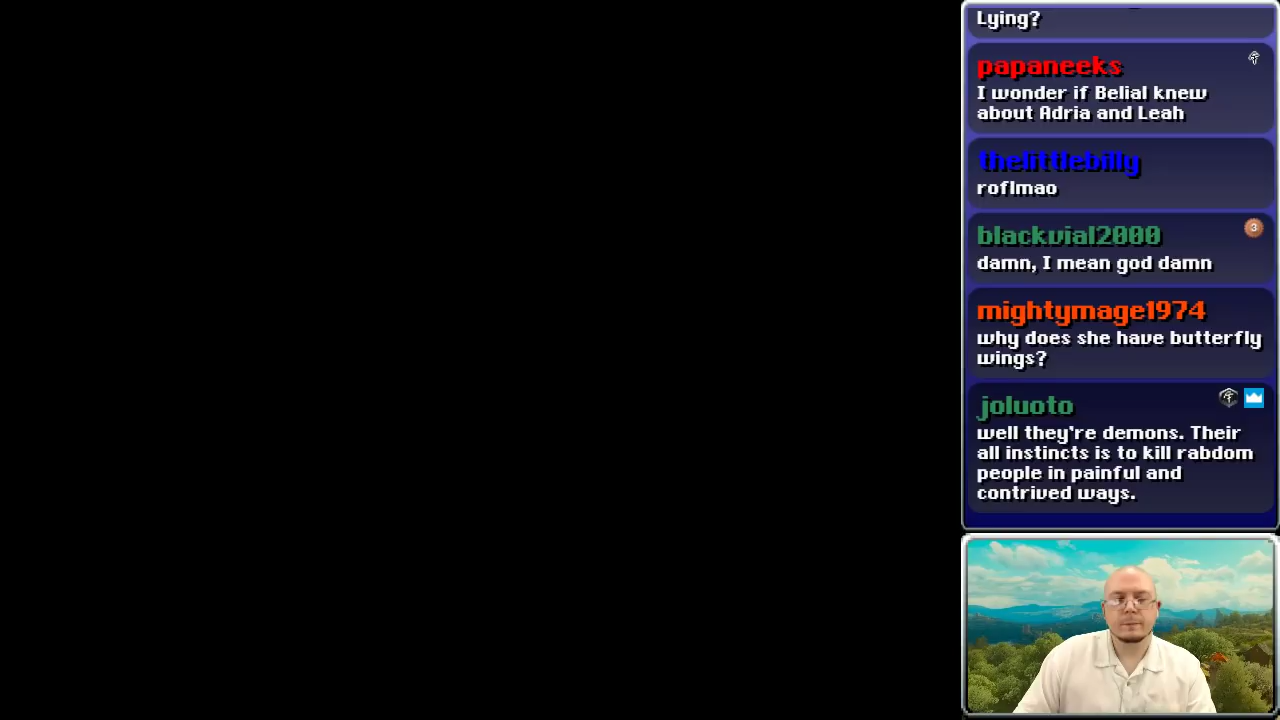 Lying?
papaneeks
I wonder if Belial knew
about Adria and Leah
thelittlebilly
roflmao
blackvial2000
3
damn, I mean god damn
mightymage1974
why does she have butterfly
wings?
joluoto
well they're demons. Their
all instincts is to kill rabdom
people in painful and
contrived ways.